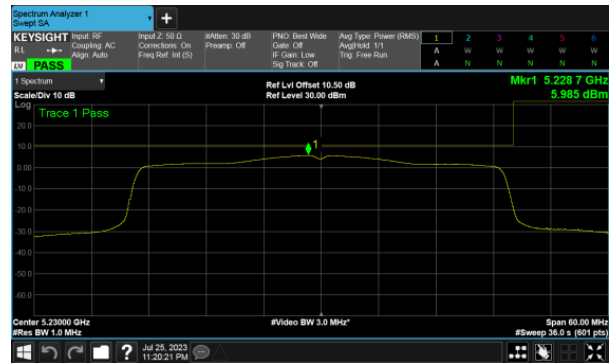 Spectrum Analyzer 1
Swept SA
+
KEYSIGHT
RL
Input: RF
Coupling: AC
Align: Auto
Input Z: 50 Ω
Corrections: On
Freq Ref: Int (S)
#Atten: 30 dB
Preamp: Off
PNO: Best Wide
Gate: Off
IF Gain: Low
Sig Track: Off
Avg Type: Power (RMS)
Avg|Hold: 1/1
Trig: Free Run
1 2 3 4 5 6
A W W W W W
A N N N N N
LXI PASS
1 Spectrum
Scale/Div 10 dB
Ref Lvl Offset 10.50 dB
Ref Level 30.00 dBm
Mkr1 5.228 7 GHz
5.985 dBm
Log
Trace 1 Pass
20.0
10.0
1
0.00
-10.0
-20.0
-30.0
-40.0
-50.0
-60.0
Center 5.23000 GHz
#Res BW 1.0 MHz
#Video BW 3.0 MHz*
Span 60.00 MHz
#Sweep 36.0 s (601 pts)
?
Jul 25, 2023
11:20:21 PM